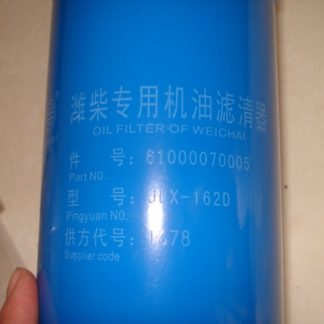 潍柴专用机油滤清器
OIL FILTER OF WEICHAI
件 号: 61000070005
Part NO.
型 号: JLX-162D
Pingyuan NO.
供方代号: 1678
Supplier code